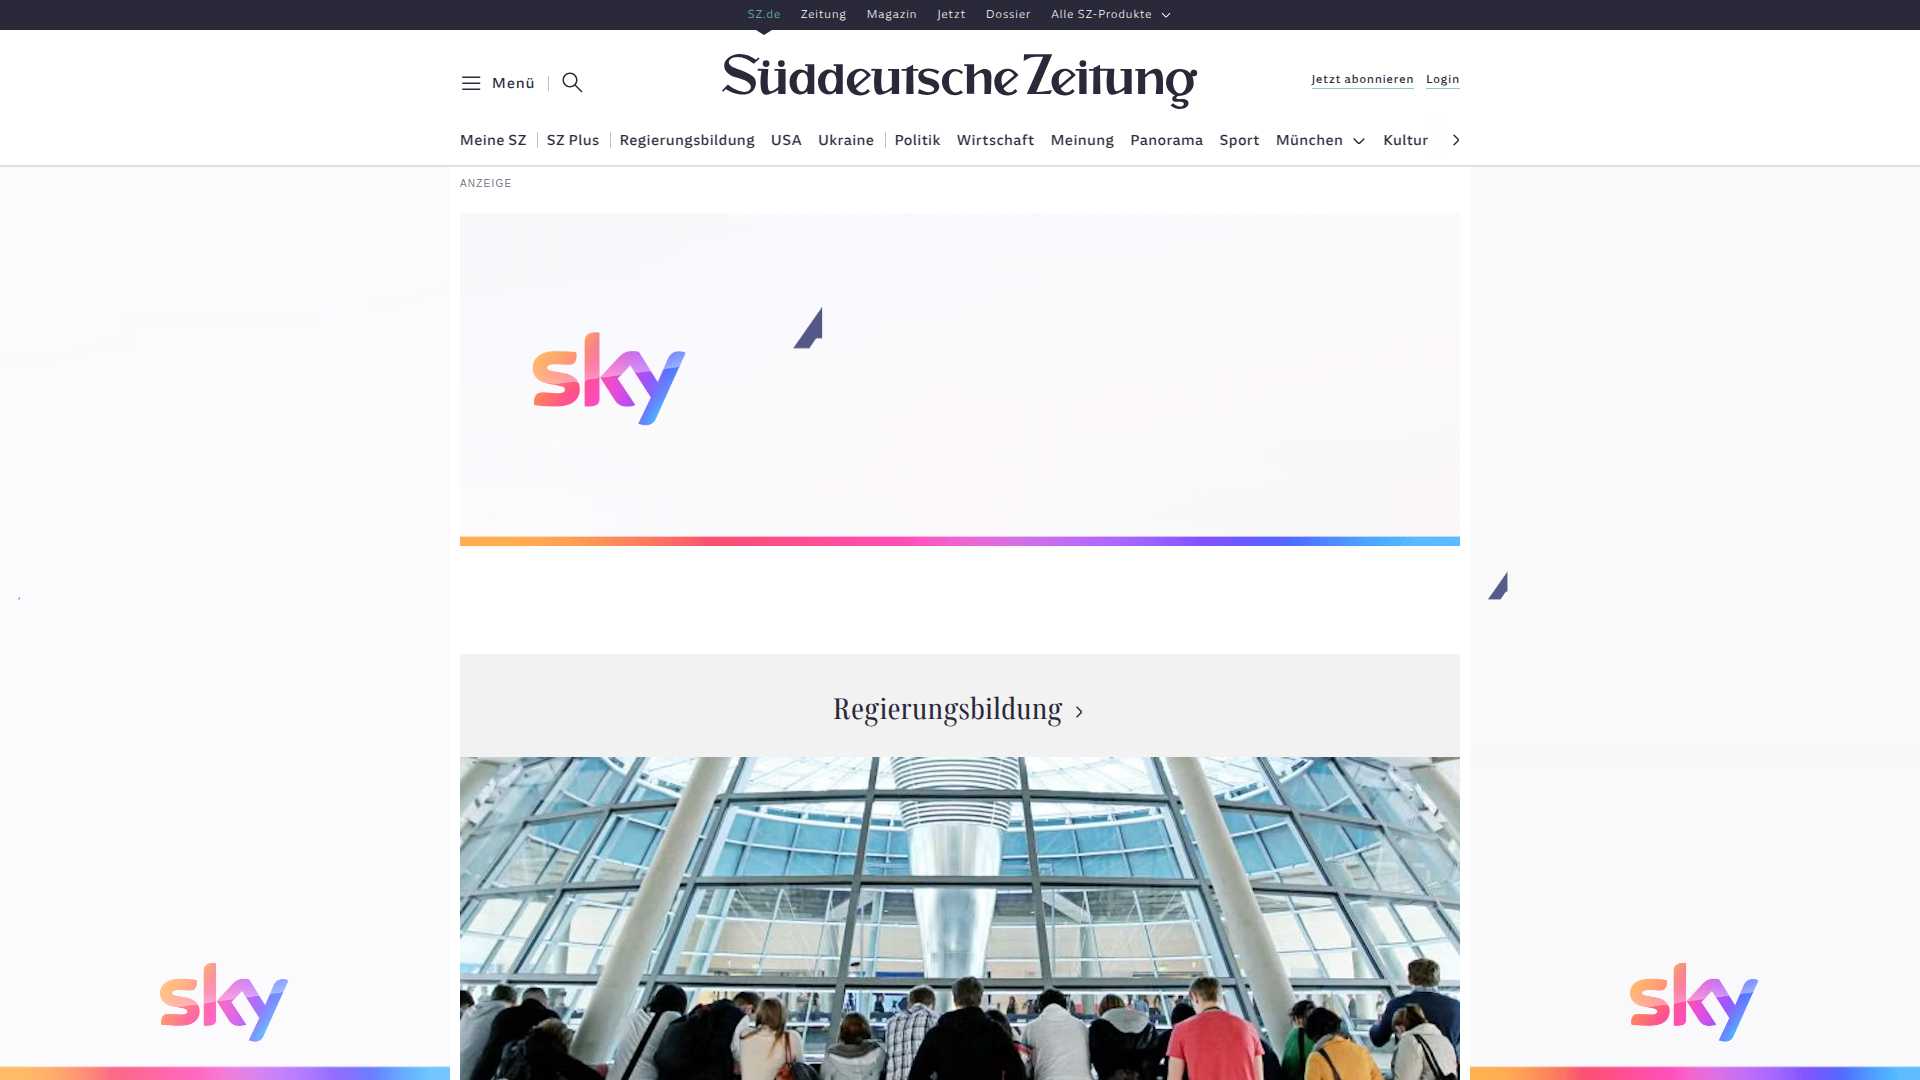 SZ.de Zeitung Magazin Jetzt Dossier Alle SZ-Produkte
Menü
Süddeutsche Zeitung
Jetzt abonnieren Login
Meine SZ SZ Plus Regierungsbildung USA Ukraine Politik Wirtschaft Meinung Panorama Sport München Kultur
ANZEIGE
sky
Regierungsbildung
sky
sky